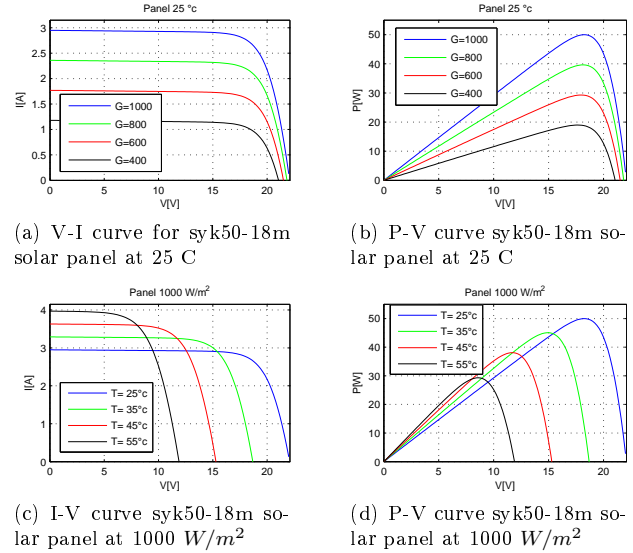 Panel 25 °c
I[A]
3
2.5
2
1.5
1
0.5
0
G=1000
G=800
G=600
G=400
0 5 10 15 20
V[V]
(a) V-I curve for syk50-18m
solar panel at 25 C
Panel 25 °c
P[W]
50
40
30
20
10
0
G=1000
G=800
G=600
G=400
0 5 10 15 20
V[V]
(b) P-V curve syk50-18m so-
lar panel at 25 C
Panel 1000 W/m²
I[A]
4
3
2
1
0
T= 25°c
T= 35°c
T= 45°c
T= 55°c
0 5 10 15 20
V[V]
(c) I-V curve syk50-18m so-
lar panel at 1000 W/m²
Panel 1000 W/m²
P[W]
50
40
30
20
10
0
T= 25°c
T= 35°c
T= 45°c
T= 55°c
0 5 10 15 20
V[V]
(d) P-V curve syk50-18m so-
lar panel at 1000 W/m²